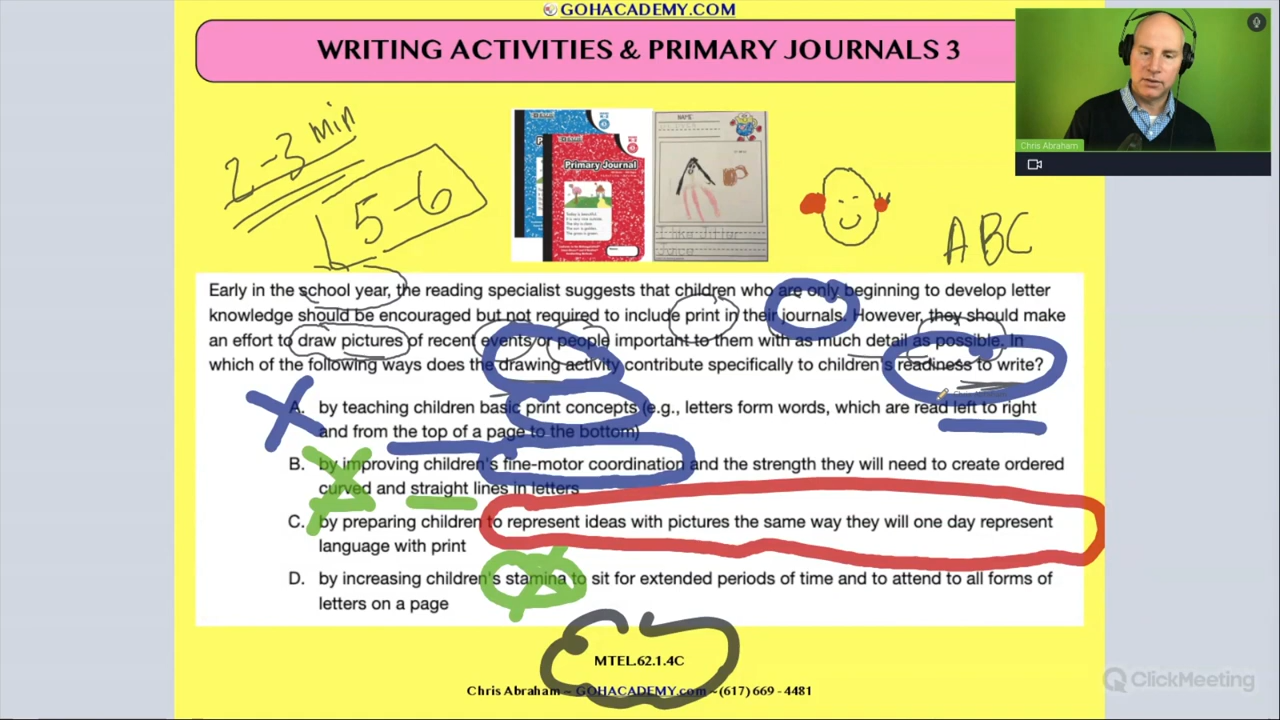 GOHACADEMY.COM
WRITING ACTIVITIES & PRIMARY JOURNALS 3
Chris Abraham
2-3 min
5-6
Primary Journal
NAME
I like Jitter
Juice
ABC
Early in the school year, the reading specialist suggests that children who are only beginning to develop letter
knowledge should be encouraged but not required to include print in their journals. However, they should make
an effort to draw pictures of recent events or people important to them with as much detail as possible. In
which of the following ways does the drawing activity contribute specifically to children's readiness to write?
A. by teaching children basic print concepts (e.g., letters form words, which are read left to right
and from the top of a page to the bottom)
B. by improving children's fine-motor coordination and the strength they will need to create ordered
curved and straight lines in letters
C. by preparing children to represent ideas with pictures the same way they will one day represent
language with print
D. by increasing children's stamina to sit for extended periods of time and to attend to all forms of
letters on a page
MTEL.62.1.4C
Chris Abraham ~ GOHACADEMY.com ~(617) 669 - 4481
ClickMeeting